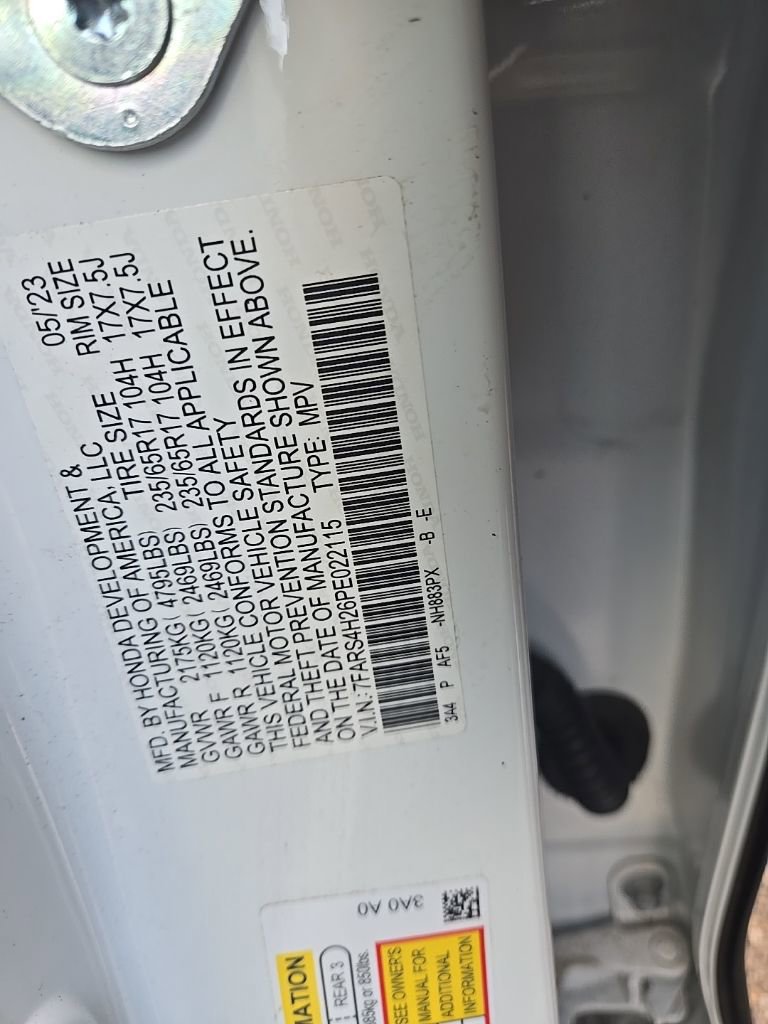 MFD. BY HONDA DEVELOPMENT & 05/'23
MANUFACTURING OF AMERICA, LLC RIM SIZE
TIRE SIZE
GVWR 2175KG( 4795LBS) 235/65R17 104H 17X7.5J
GAWR F 1120KG( 2469LBS) 235/65R17 104H 17X7.5J
GAWR R 1120KG( 2469LBS)
THIS VEHICLE CONFORMS TO ALL APPLICABLE
FEDERAL MOTOR VEHICLE SAFETY
AND THEFT PREVENTION STANDARDS IN EFFECT
ON THE DATE OF MANUFACTURE SHOWN ABOVE.
V.I.N.:7FARS4H26PE022115 TYPE: MPV
3A4 P AF5 -NH883PX -B -E
3A0 A0
MATION
REAR 3
85kg or 850lbs.
SEE OWNER'S
MANUAL FOR
ADDITIONAL
INFORMATION